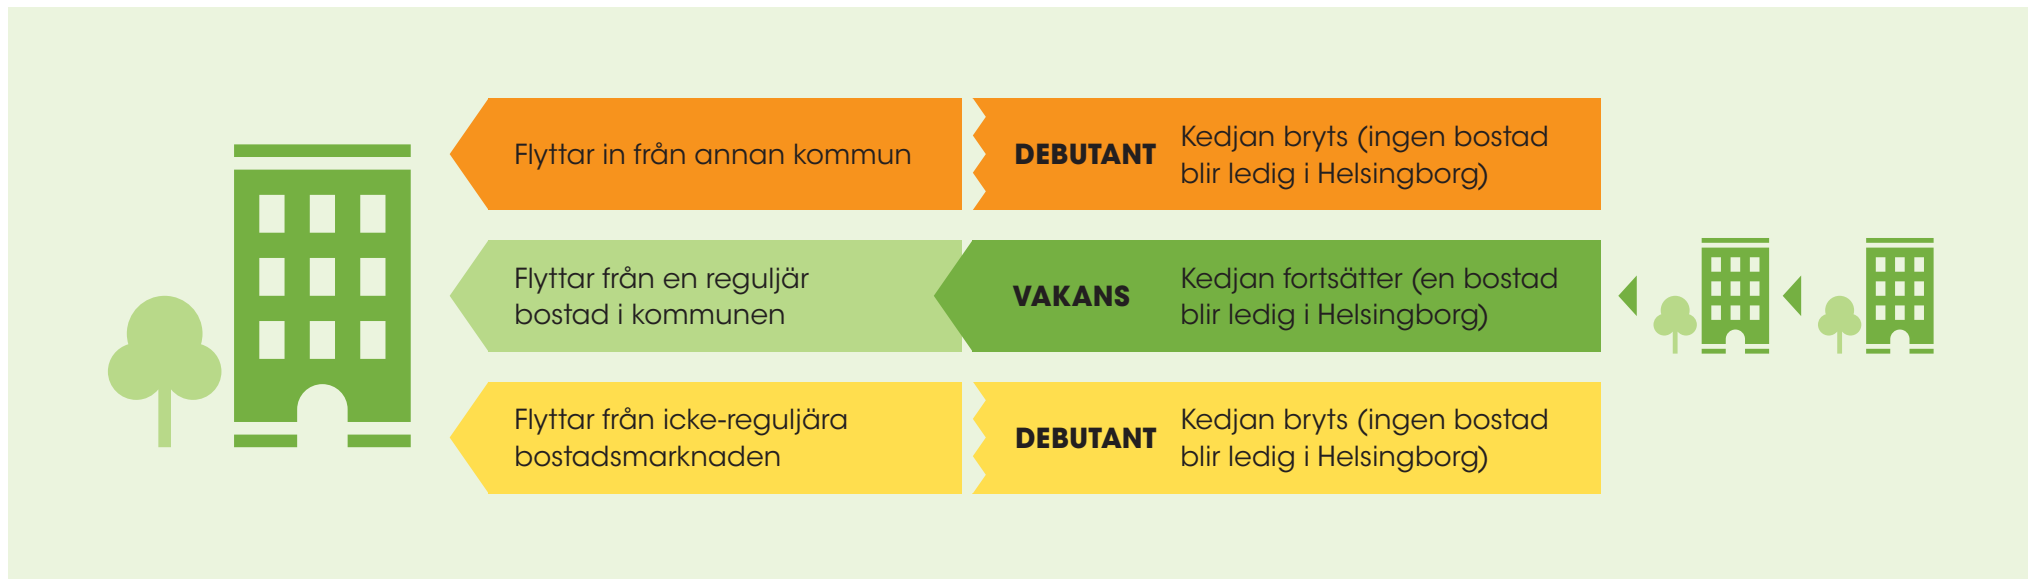 Flyttar in från annan kommun
DEBUTANT
Kedjan bryts (ingen bostad
blir ledig i Helsingborg)
Flyttar från en reguljär
bostad i kommunen
VAKANS
Kedjan fortsätter (en bostad
blir ledig i Helsingborg)
Flyttar från icke-reguljära
bostadsmarknaden
DEBUTANT
Kedjan bryts (ingen bostad
blir ledig i Helsingborg)